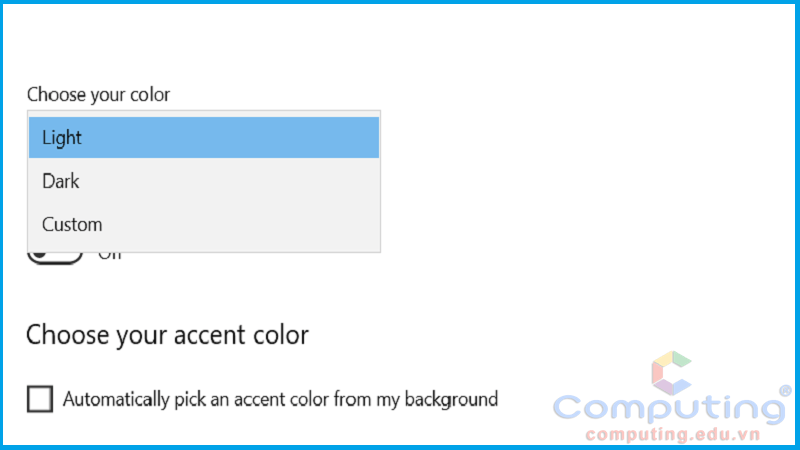 Choose your color
Light
Dark
Custom
Choose your accent color
Automatically pick an accent color from my background
Computing®
computing.edu.vn